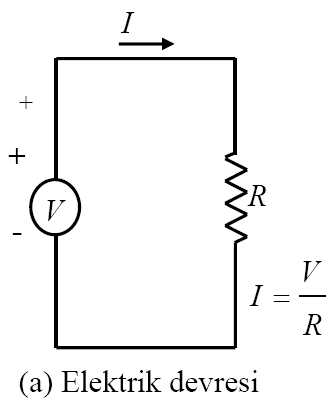 I
+
+
V
-
R
I = V/R
(a) Elektrik devresi